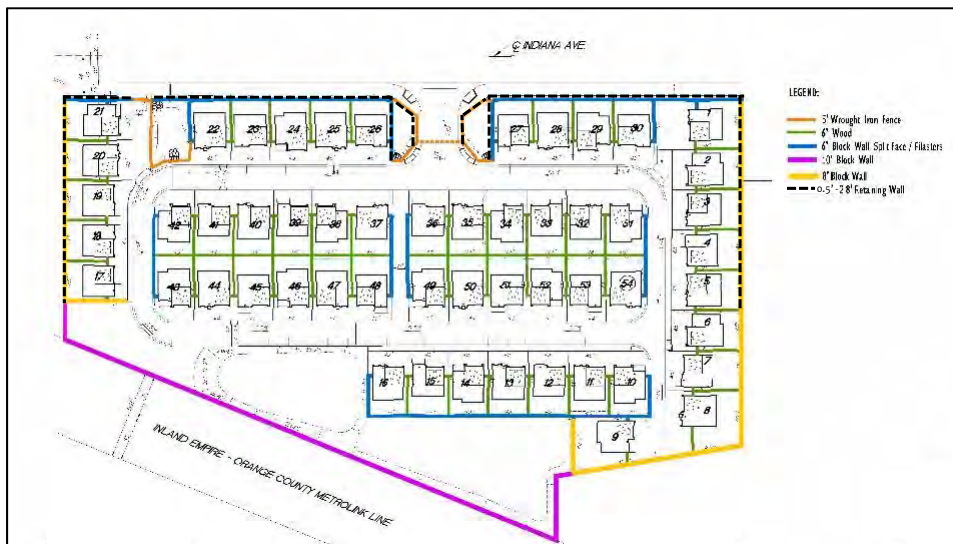 ℄ INDIANA AVE
LEGEND:
5' Wrought Iron Fence
6' Wood
6' Block Wall Split Face / Pilasters
10' Block Wall
8' Block Wall
0.5' - 2.8' Retaining Wall
21
22 23 24 25 26
27 28 29 30
1
20
2
19
3
42 41 40 39 38 37
36 35 34 33 32 31
18
4
17
43 44 45 46 47 48
49 50 51 52 53 54
5
6
7
16 15 14 13 12 11 10
8
9
INLAND EMPIRE - ORANGE COUNTY METROLINK LINE